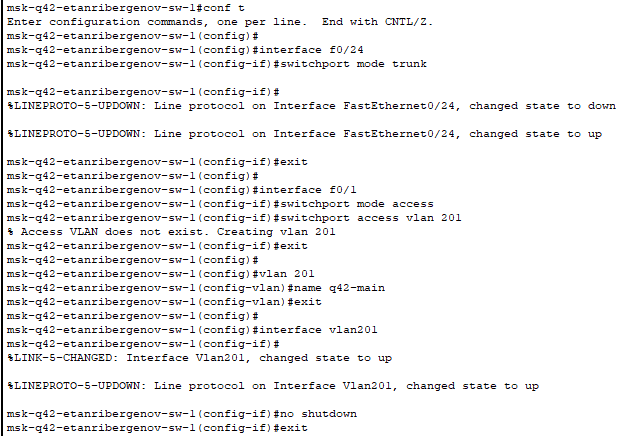 msk-q42-etanribergenov-sw-1#conf t
Enter configuration commands, one per line.  End with CNTL/Z.
msk-q42-etanribergenov-sw-1(config)#
msk-q42-etanribergenov-sw-1(config)#interface f0/24
msk-q42-etanribergenov-sw-1(config-if)#switchport mode trunk
msk-q42-etanribergenov-sw-1(config-if)#
%LINEPROTO-5-UPDOWN: Line protocol on Interface FastEthernet0/24, changed state to down
%LINEPROTO-5-UPDOWN: Line protocol on Interface FastEthernet0/24, changed state to up
msk-q42-etanribergenov-sw-1(config-if)#exit
msk-q42-etanribergenov-sw-1(config)#
msk-q42-etanribergenov-sw-1(config)#interface f0/1
msk-q42-etanribergenov-sw-1(config-if)#switchport mode access
msk-q42-etanribergenov-sw-1(config-if)#switchport access vlan 201
% Access VLAN does not exist. Creating vlan 201
msk-q42-etanribergenov-sw-1(config-if)#exit
msk-q42-etanribergenov-sw-1(config)#
msk-q42-etanribergenov-sw-1(config)#vlan 201
msk-q42-etanribergenov-sw-1(config-vlan)#name q42-main
msk-q42-etanribergenov-sw-1(config-vlan)#exit
msk-q42-etanribergenov-sw-1(config)#
msk-q42-etanribergenov-sw-1(config)#interface vlan201
msk-q42-etanribergenov-sw-1(config-if)#
%LINK-5-CHANGED: Interface Vlan201, changed state to up
%LINEPROTO-5-UPDOWN: Line protocol on Interface Vlan201, changed state to up
msk-q42-etanribergenov-sw-1(config-if)#no shutdown
msk-q42-etanribergenov-sw-1(config-if)#exit